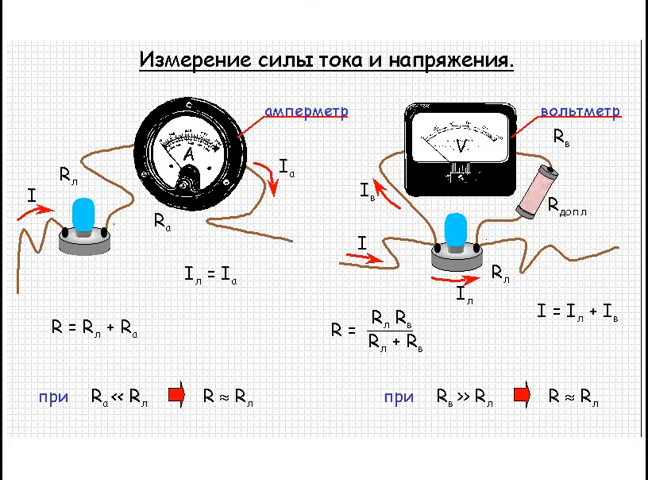 Измерение силы тока и напряжения.
амперметр
вольтметр
A
V
Rв
Rл
Iа
I
Rа
Iв
Rдопл
I
Rл
Iл
Iл = Iа
I = Iл + Iв
R = Rл + Rа
R = Rл Rв / Rл + Rв
при Rа << Rл R ≈ Rл
при Rв >> Rл R ≈ Rл